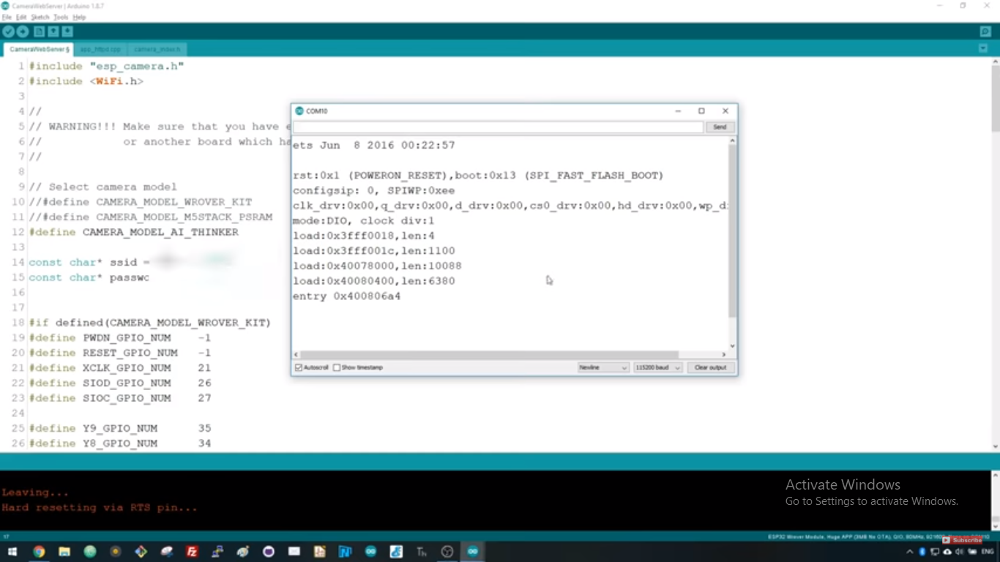 CameraWebServer | Arduino 1.8.7
File Edit Sketch Tools Help
CameraWebServer § app_httpd.cpp camera_index.h
1 #include "esp_camera.h"
2 #include <WiFi.h>
3
4 //
5 // WARNING!!! Make sure that you have e
6 // or another board which ha
7 //
8
9 // Select camera model
10 //#define CAMERA_MODEL_WROVER_KIT
11 //#define CAMERA_MODEL_M5STACK_PSRAM
12 #define CAMERA_MODEL_AI_THINKER
13
14 const char* ssid =
15 const char* passwo
16
17
18 #if defined(CAMERA_MODEL_WROVER_KIT)
19 #define PWDN_GPIO_NUM -1
20 #define RESET_GPIO_NUM -1
21 #define XCLK_GPIO_NUM 21
22 #define SIOD_GPIO_NUM 26
23 #define SIOC_GPIO_NUM 27
24
25 #define Y9_GPIO_NUM 35
26 #define Y8_GPIO_NUM 34
COM10
Send
ets Jun 8 2016 00:22:57
rst:0x1 (POWERON_RESET),boot:0x13 (SPI_FAST_FLASH_BOOT)
configsip: 0, SPIWP:0xee
clk_drv:0x00,q_drv:0x00,d_drv:0x00,cs0_drv:0x00,hd_drv:0x00,wp_d
mode:DIO, clock div:1
load:0x3fff0018,len:4
load:0x3fff001c,len:1100
load:0x40078000,len:10088
load:0x40080400,len:6380
entry 0x400806a4
Autoscroll Show timestamp Newline 115200 baud Clear output
Leaving...
Hard resetting via RTS pin...
Activate Windows
Go to Settings to activate Windows.
17 ESP32 Wrover Module, Huge APP (3MB No OTA), QIO, 80MHz, COM10
Subscribe
ENG